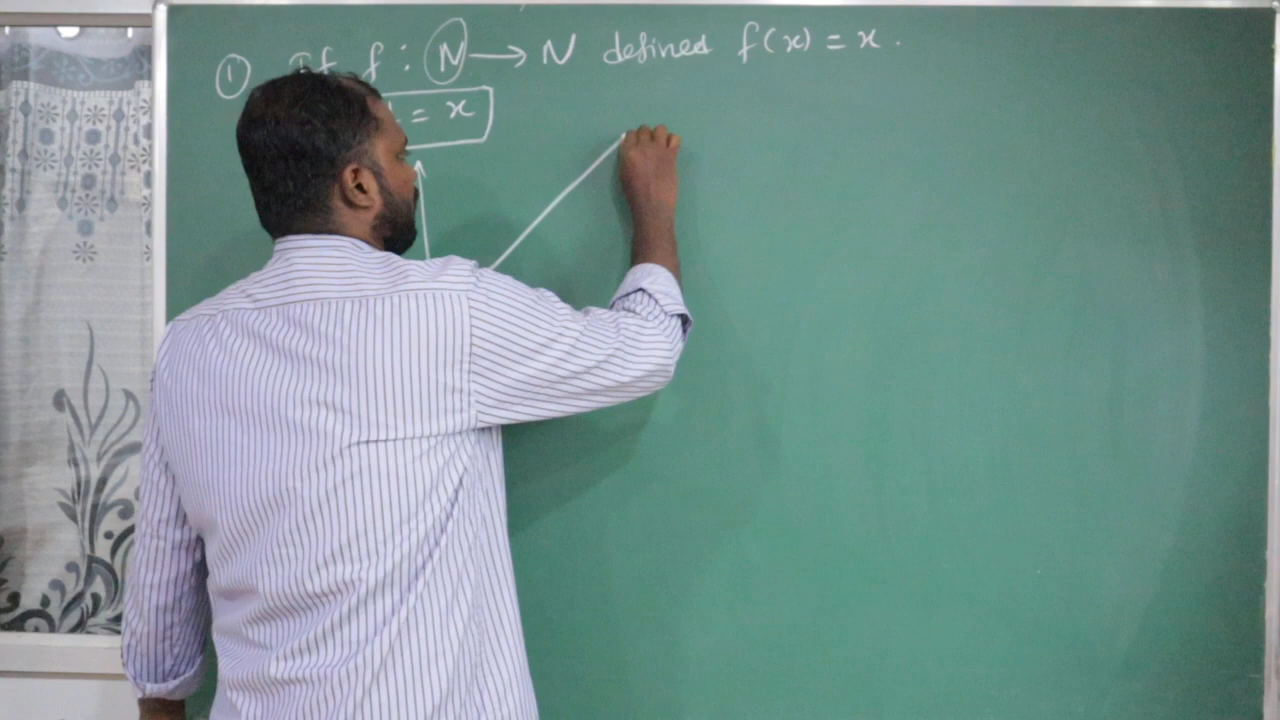 ① If f : N → N defined f(x) = x .
= x